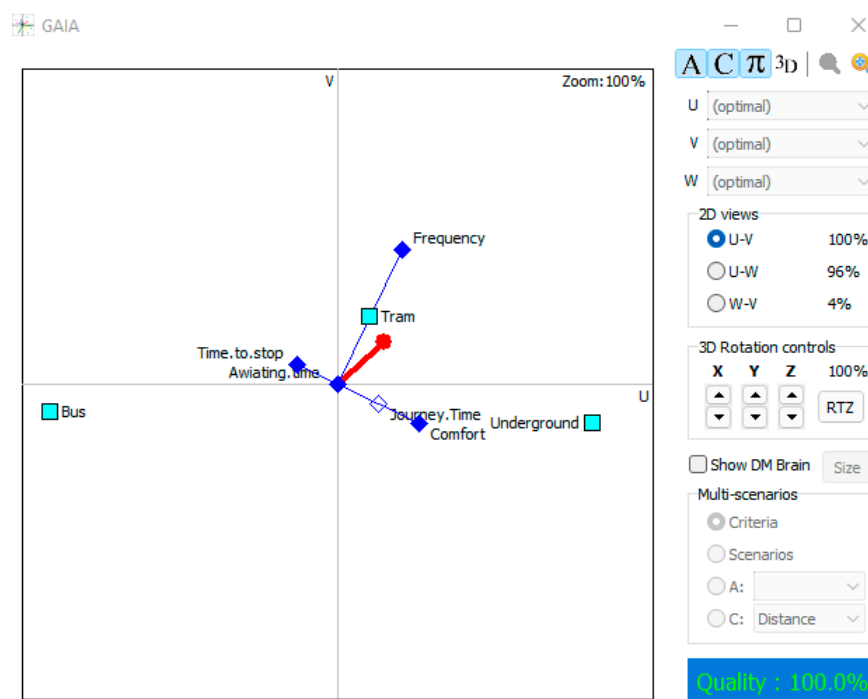 GAIA
V
Zoom:100%
A C π 3D
U (optimal)
V (optimal)
W (optimal)
2D views
U-V 100%
U-W 96%
W-V 4%
Frequency
Tram
Time.to.stop
Awiating.time
U
Journey.Time
Comfort
Underground
Bus
3D Rotation controls
X Y Z 100%
RTZ
Show DM Brain Size
Multi-scenarios
Criteria
Scenarios
A:
C: Distance
Quality : 100.0%